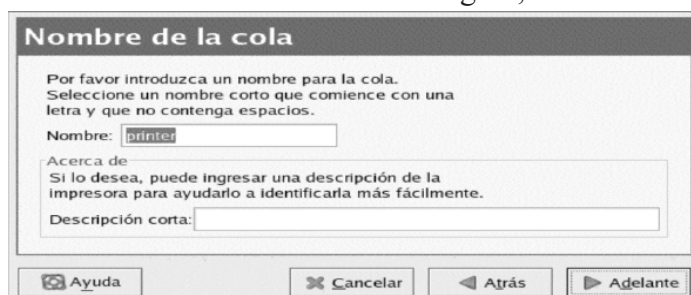 Nombre de la cola
Por favor introduzca un nombre para la cola.
Seleccione un nombre corto que comience con una
letra y que no contenga espacios.
Nombre: printer
Acerca de
Si lo desea, puede ingresar una descripción de la
impresora para ayudarlo a identificarla más fácilmente.
Descripción corta:
Ayuda Cancelar Atrás Adelante